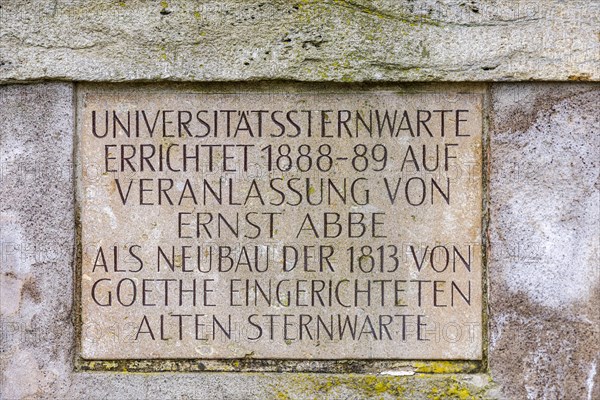 UNIVERSITÄTSSTERNWARTE
ERRICHTET 1888-89 AUF
VERANLASSUNG VON
ERNST ABBE
ALS NEUBAU DER 1813 VON
GOETHE EINGERICHTETEN
ALTEN STERNWARTE